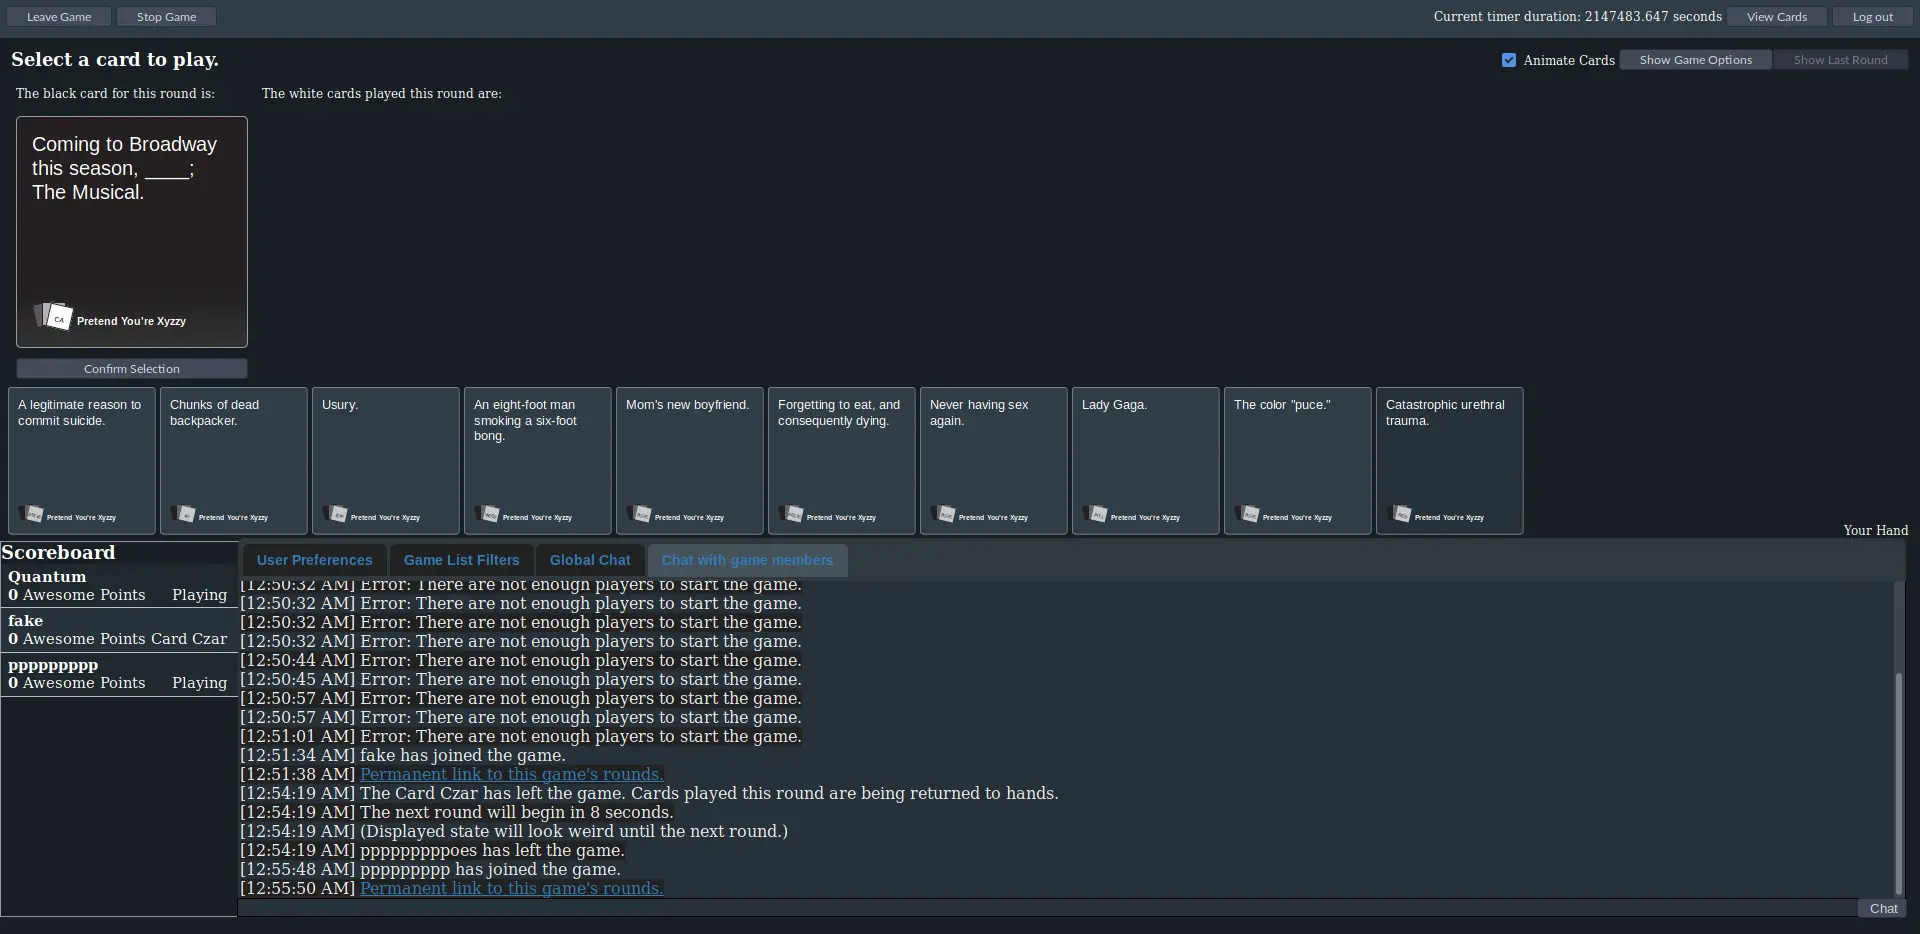 Leave Game Stop Game Current timer duration: 2147483.647 seconds View Cards Log out
Select a card to play. Animate Cards Show Game Options Show Last Round
The black card for this round is: The white cards played this round are:
Coming to Broadway
this season, ____;
The Musical.
CA Pretend You're Xyzzy
Confirm Selection
A legitimate reason to
commit suicide.
Pretend You're Xyzzy
Chunks of dead
backpacker.
Pretend You're Xyzzy
Usury.
Pretend You're Xyzzy
An eight-foot man
smoking a six-foot
bong.
Pretend You're Xyzzy
Mom's new boyfriend.
Pretend You're Xyzzy
Forgetting to eat, and
consequently dying.
Pretend You're Xyzzy
Never having sex
again.
Pretend You're Xyzzy
Lady Gaga.
Pretend You're Xyzzy
The color "puce."
Pretend You're Xyzzy
Catastrophic urethral
trauma.
Pretend You're Xyzzy
Your Hand
Scoreboard
Quantum
0 Awesome Points Playing
fake
0 Awesome Points Card Czar
ppppppppp
0 Awesome Points Playing
User Preferences Game List Filters Global Chat Chat with game members
[12:50:32 AM] Error: There are not enough players to start the game.
[12:50:32 AM] Error: There are not enough players to start the game.
[12:50:32 AM] Error: There are not enough players to start the game.
[12:50:32 AM] Error: There are not enough players to start the game.
[12:50:44 AM] Error: There are not enough players to start the game.
[12:50:45 AM] Error: There are not enough players to start the game.
[12:50:57 AM] Error: There are not enough players to start the game.
[12:50:57 AM] Error: There are not enough players to start the game.
[12:51:01 AM] Error: There are not enough players to start the game.
[12:51:34 AM] fake has joined the game.
[12:51:38 AM] Permanent link to this game's rounds.
[12:54:19 AM] The Card Czar has left the game. Cards played this round are being returned to hands.
[12:54:19 AM] The next round will begin in 8 seconds.
[12:54:19 AM] (Displayed state will look weird until the next round.)
[12:54:19 AM] pppppppppoes has left the game.
[12:55:48 AM] ppppppppp has joined the game.
[12:55:50 AM] Permanent link to this game's rounds.
Chat